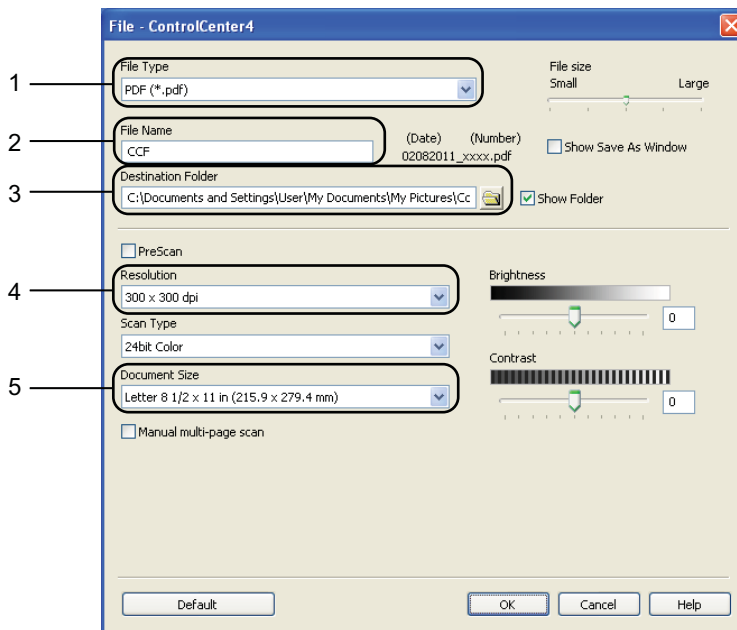 File - ControlCenter4
1
File Type
PDF (*.pdf)
File size
Small Large
2
File Name
CCF
(Date) (Number)
02082011_xxxx.pdf
Show Save As Window
3
Destination Folder
C:\Documents and Settings\User\My Documents\My Pictures\Cc
Show Folder
PreScan
4
Resolution
300 x 300 dpi
Brightness
0
Scan Type
24bit Color
Contrast
0
5
Document Size
Letter 8 1/2 x 11 in (215.9 x 279.4 mm)
Manual multi-page scan
Default
OK
Cancel
Help